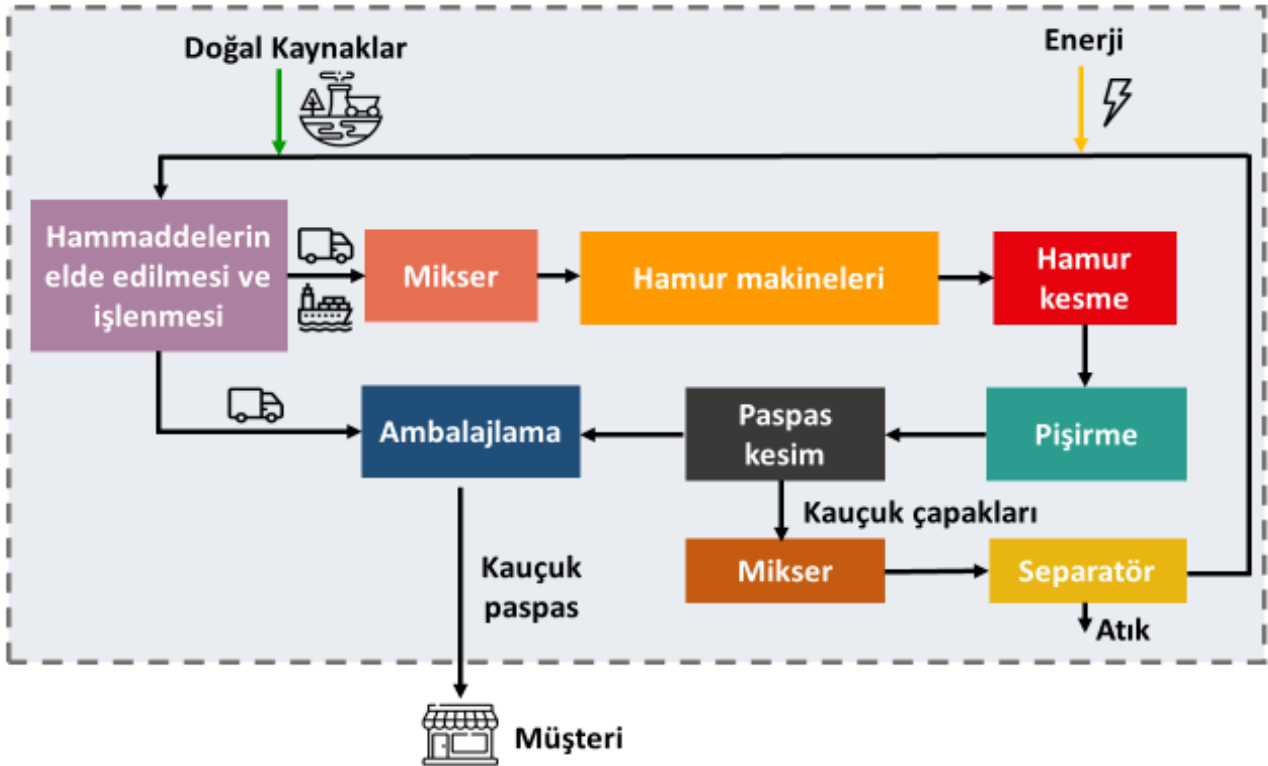 Doğal Kaynaklar
Enerji
Hammaddelerin
elde edilmesi ve
işlenmesi
Mikser
Hamur makineleri
Hamur
kesme
Ambalajlama
Paspas
kesim
Pişirme
Kauçuk çapakları
Kauçuk
paspas
Mikser
Separatör
Atık
Müşteri